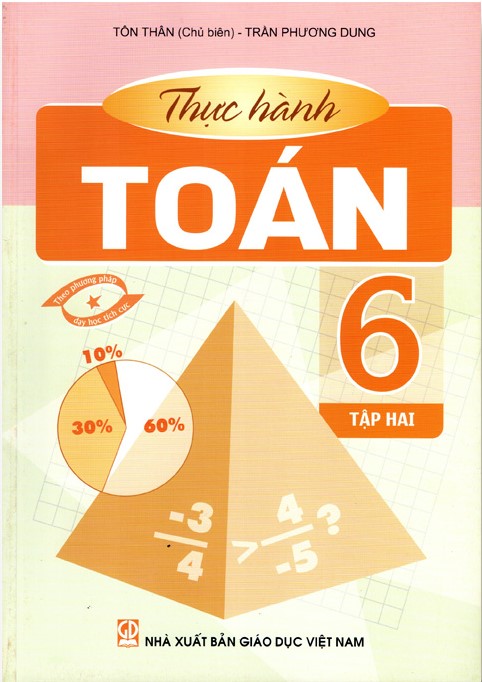 TÔN THÂN (Chủ biên) - TRẦN PHƯƠNG DUNG
Thực hành
TOÁN
6
TẬP HAI
Theo phương pháp
dạy học tích cực
10%
30%
60%
-3/4 > 4/-5 ?
GD
NHÀ XUẤT BẢN GIÁO DỤC VIỆT NAM